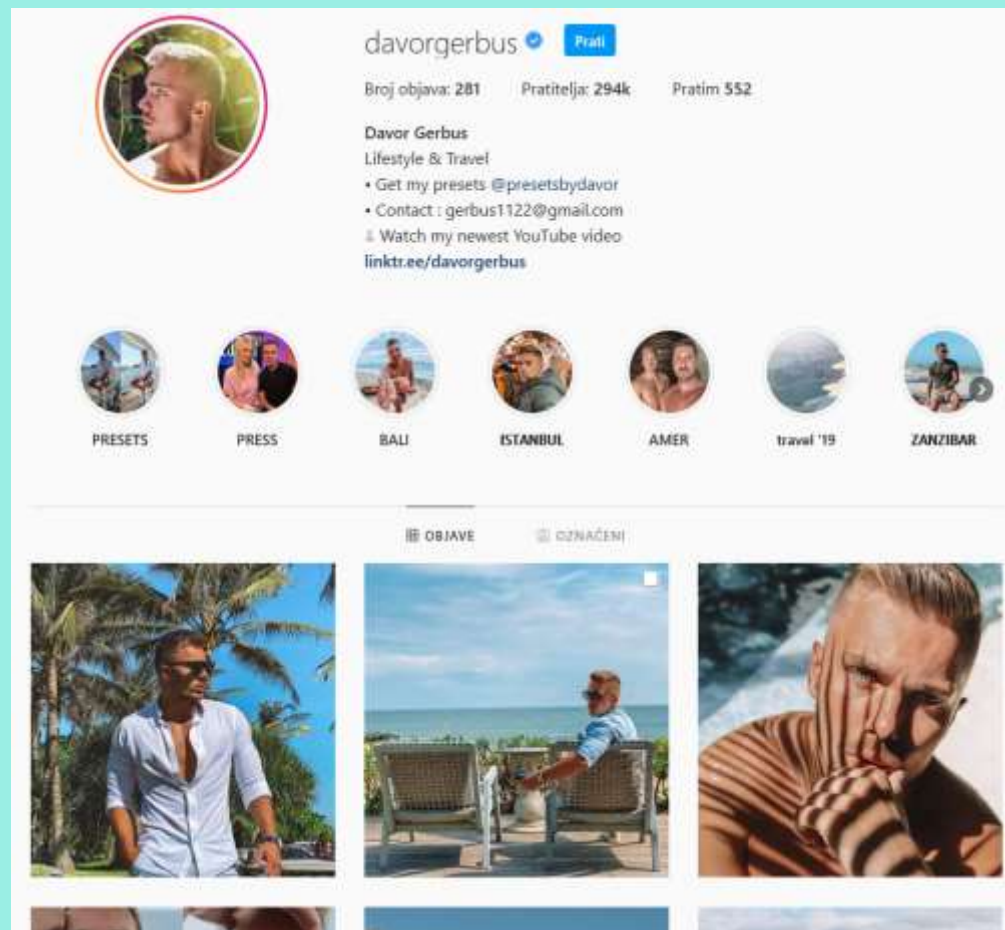 davorgerbus Prati
Broj objava: 281 Pratitelja: 294k Pratim 552
Davor Gerbus
Lifestyle & Travel
• Get my presets @presetsbydavor
• Contact : gerbus1122@gmail.com
⇩ Watch my newest YouTube video
linktr.ee/davorgerbus
PRESETS PRESS BALI ISTANBUL AMER travel '19 ZANZIBAR
OBJAVE OZNAČENI